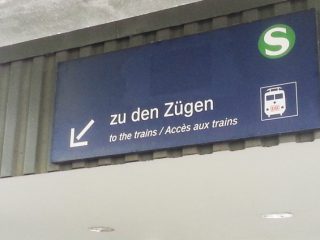 S
zu den Zügen
to the trains / Accès aux trains